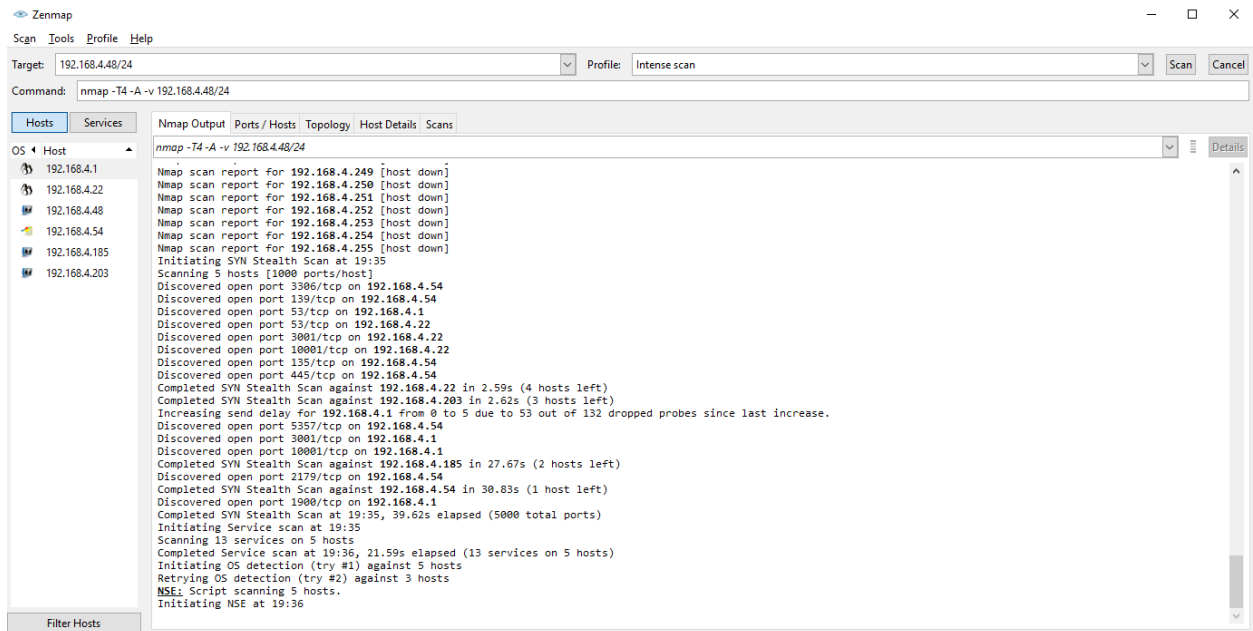 Zenmap
Scan Tools Profile Help
Target: 192.168.4.48/24 Profile: Intense scan Scan Cancel
Command: nmap -T4 -A -v 192.168.4.48/24
Hosts Services
Nmap Output Ports / Hosts Topology Host Details Scans
OS Host
192.168.4.1
192.168.4.22
192.168.4.48
192.168.4.54
192.168.4.185
192.168.4.203
Filter Hosts
nmap -T4 -A -v 192.168.4.48/24 Details
Nmap scan report for 192.168.4.249 [host down]
Nmap scan report for 192.168.4.250 [host down]
Nmap scan report for 192.168.4.251 [host down]
Nmap scan report for 192.168.4.252 [host down]
Nmap scan report for 192.168.4.253 [host down]
Nmap scan report for 192.168.4.254 [host down]
Nmap scan report for 192.168.4.255 [host down]
Initiating SYN Stealth Scan at 19:35
Scanning 5 hosts [1000 ports/host]
Discovered open port 3306/tcp on 192.168.4.54
Discovered open port 139/tcp on 192.168.4.54
Discovered open port 53/tcp on 192.168.4.1
Discovered open port 53/tcp on 192.168.4.22
Discovered open port 3001/tcp on 192.168.4.22
Discovered open port 10001/tcp on 192.168.4.22
Discovered open port 135/tcp on 192.168.4.54
Discovered open port 445/tcp on 192.168.4.54
Completed SYN Stealth Scan against 192.168.4.22 in 2.59s (4 hosts left)
Completed SYN Stealth Scan against 192.168.4.203 in 2.62s (3 hosts left)
Increasing send delay for 192.168.4.1 from 0 to 5 due to 53 out of 132 dropped probes since last increase.
Discovered open port 5357/tcp on 192.168.4.54
Discovered open port 3001/tcp on 192.168.4.1
Discovered open port 10001/tcp on 192.168.4.1
Completed SYN Stealth Scan against 192.168.4.185 in 27.67s (2 hosts left)
Discovered open port 2179/tcp on 192.168.4.54
Completed SYN Stealth Scan against 192.168.4.54 in 30.83s (1 host left)
Discovered open port 1900/tcp on 192.168.4.1
Completed SYN Stealth Scan at 19:35, 39.62s elapsed (5000 total ports)
Initiating Service scan at 19:35
Scanning 13 services on 5 hosts
Completed Service scan at 19:36, 21.59s elapsed (13 services on 5 hosts)
Initiating OS detection (try #1) against 5 hosts
Retrying OS detection (try #2) against 3 hosts
NSE: Script scanning 5 hosts.
Initiating NSE at 19:36